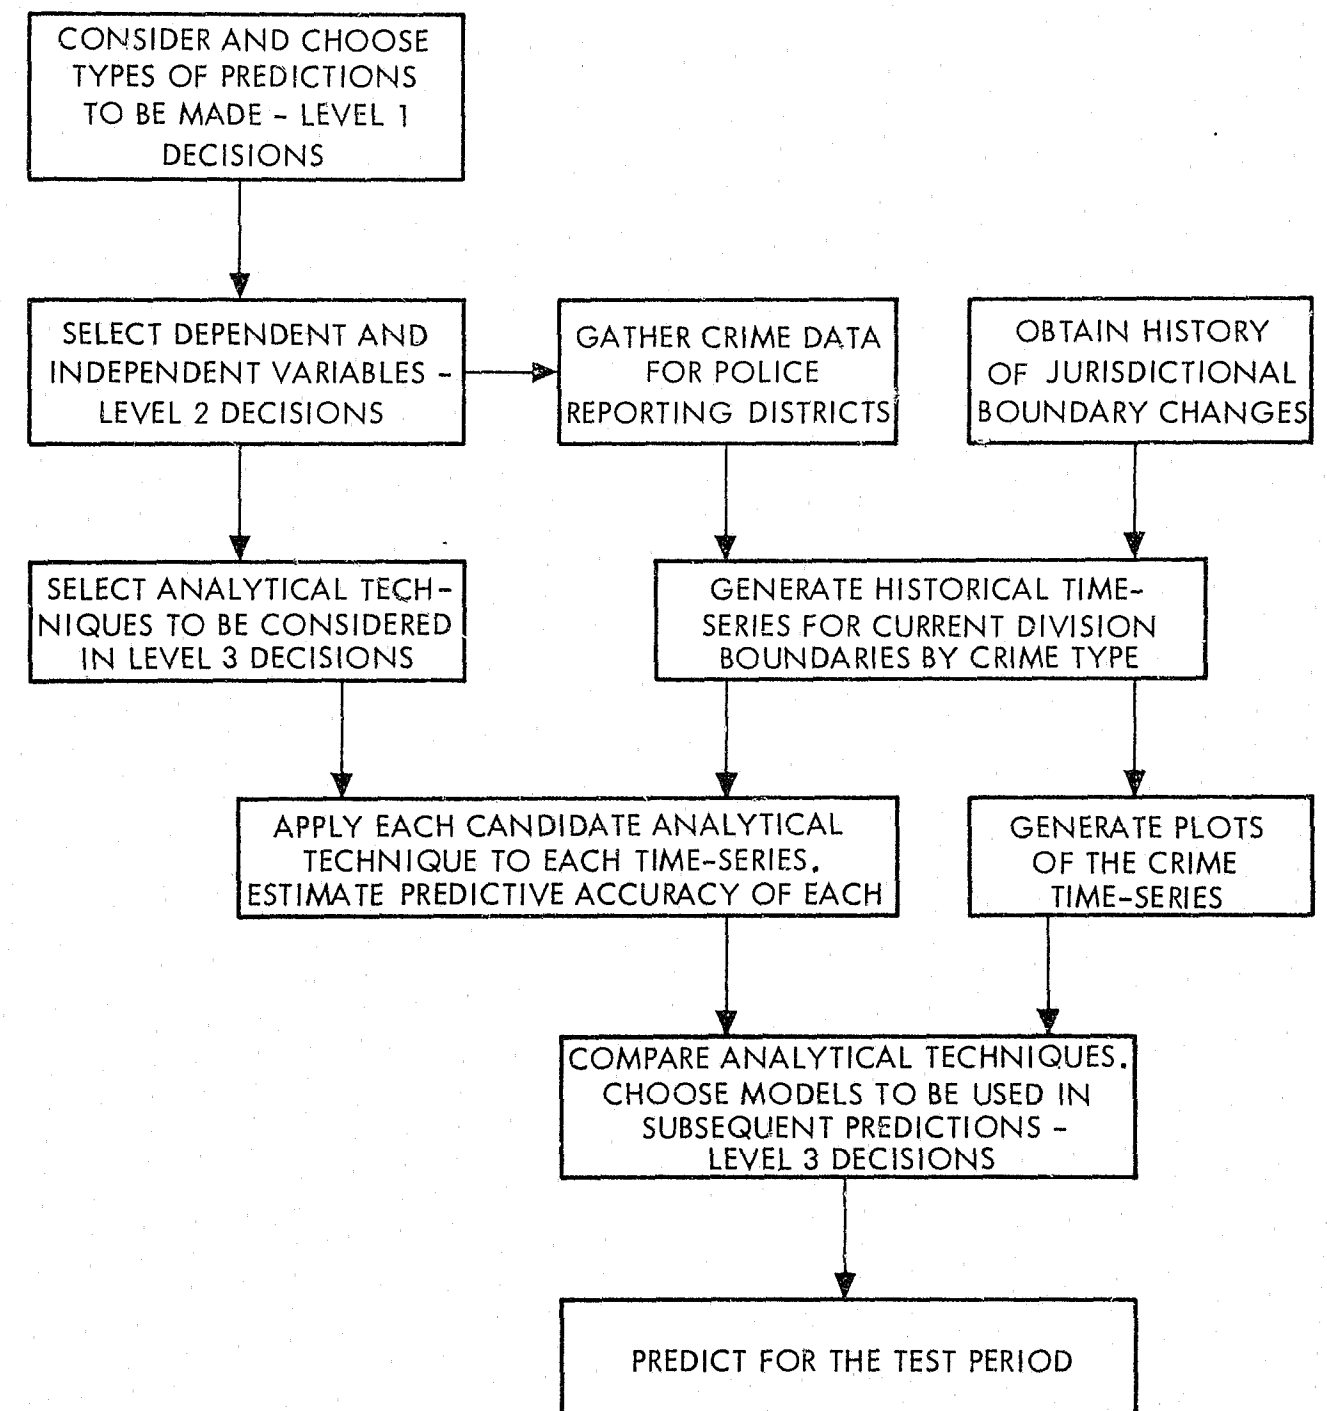 CONSIDER AND CHOOSE
TYPES OF PREDICTIONS
TO BE MADE - LEVEL 1
DECISIONS
SELECT DEPENDENT AND
INDEPENDENT VARIABLES -
LEVEL 2 DECISIONS
GATHER CRIME DATA
FOR POLICE
REPORTING DISTRICTS
OBTAIN HISTORY
OF JURISDICTIONAL
BOUNDARY CHANGES
SELECT ANALYTICAL TECH-
NIQUES TO BE CONSIDERED
IN LEVEL 3 DECISIONS
GENERATE HISTORICAL TIME-
SERIES FOR CURRENT DIVISION
BOUNDARIES BY CRIME TYPE
APPLY EACH CANDIDATE ANALYTICAL
TECHNIQUE TO EACH TIME-SERIES.
ESTIMATE PREDICTIVE ACCURACY OF EACH
GENERATE PLOTS
OF THE CRIME
TIME-SERIES
COMPARE ANALYTICAL TECHNIQUES.
CHOOSE MODELS TO BE USED IN
SUBSEQUENT PREDICTIONS -
LEVEL 3 DECISIONS
PREDICT FOR THE TEST PERIOD